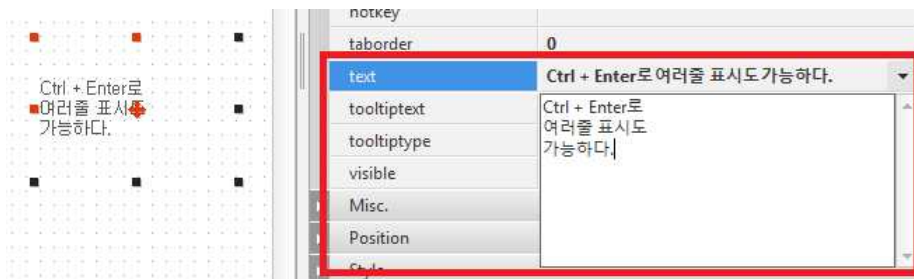 hotkey
taborder 0
text Ctrl + Enter로 여러줄 표시도 가능하다.
tooltiptext
tooltiptype
visible
Misc.
Position
Style
Ctrl + Enter로
여러줄 표시도
가능하다.
Ctrl + Enter로
여러줄 표시도
가능하다.